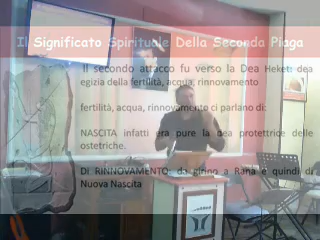 Il Significato Spirituale Della Seconda Piaga
Il secondo attacco fu verso la Dea Heket: dea
egizia della fertilità, acqua, rinnovamento
fertilità, acqua, rinnovamento ci parlano di:
NASCITA infatti era pure la dea protettrice delle
ostetriche.
DI RINNOVAMENTO: da girino a Rana e quindi di
Nuova Nascita